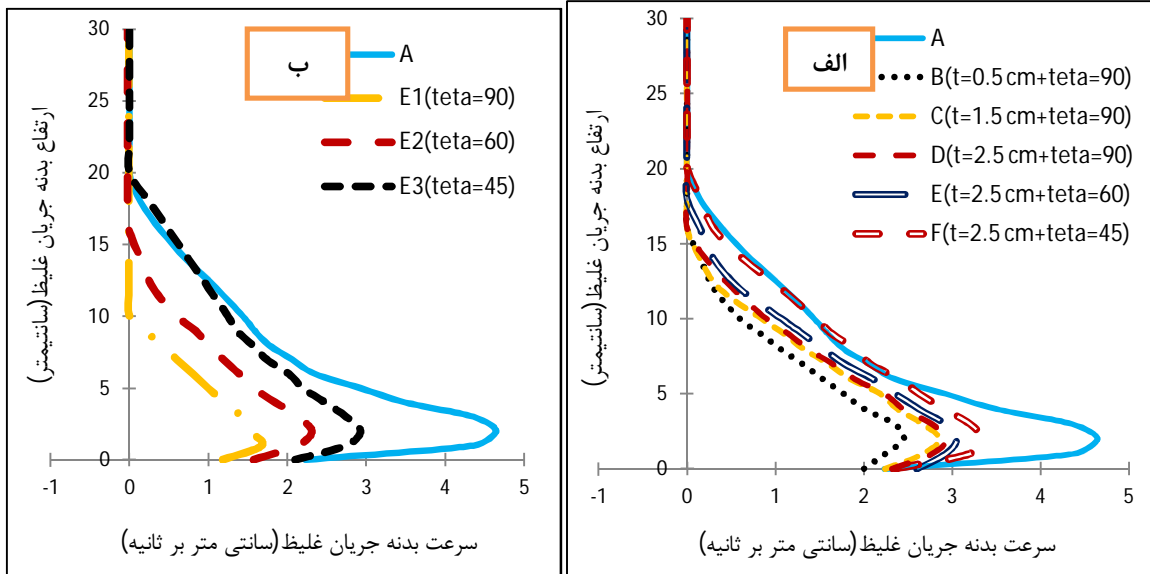 ب
A
E1(teta=90)
E2(teta=60)
E3(teta=45)
30
25
20
15
10
5
0
-1 0 1 2 3 4 5
ارتفاع بدنه جریان غلیظ(سانتیمتر)
سرعت بدنه جریان غلیظ(سانتی متر بر ثانیه)
الف
A
B(t=0.5 cm+teta=90)
C(t=1.5 cm+teta=90)
D(t=2.5 cm+teta=90)
E(t=2.5 cm+teta=60)
F(t=2.5 cm+teta=45)
30
25
20
15
10
5
0
-1 0 1 2 3 4 5
ارتفاع بدنه جریان غلیظ(سانتیمتر)
سرعت بدنه جریان غلیظ(سانتی متر بر ثانیه)